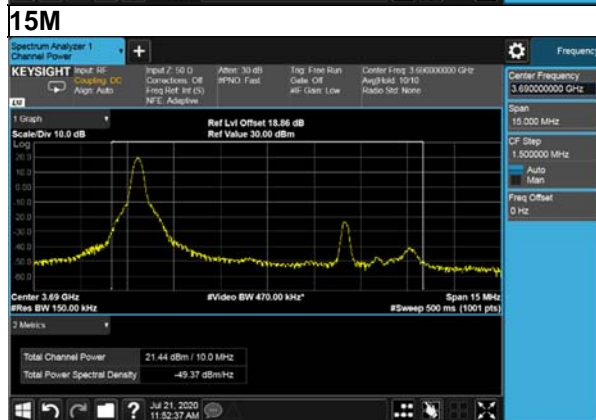 15M
Spectrum Analyzer 1
Channel Power
Frequency
KEYSIGHT
Input: RF
Coupling: DC
Align: Auto
Input Z: 50 Ω
Corrections: Off
Freq Ref: Int (S)
NFE: Adaptive
Atten: 30 dB
#PNO: Fast
Trig: Free Run
Gate: Off
#IF Gain: Low
Center Freq: 3.690000000 GHz
Avg|Hold: 10/10
Radio Std: None
Center Frequency
3.690000000 GHz
Span
15.000 MHz
CF Step
1.500000 MHz
Auto
Man
Freq Offset
0 Hz
1 Graph
Scale/Div 10.0 dB
Ref Lvl Offset 18.86 dB
Ref Value 30.00 dBm
Log
20.0
10.0
0.00
-10.0
-20.0
-30.0
-40.0
-50.0
-60.0
Center 3.69 GHz
#Res BW 150.00 kHz
#Video BW 470.00 kHz*
Span 15 MHz
#Sweep 500 ms (1001 pts)
2 Metrics
Total Channel Power 21.44 dBm / 10.0 MHz
Total Power Spectral Density -49.37 dBm/Hz
?
Jul 21, 2020
11:52:37 AM